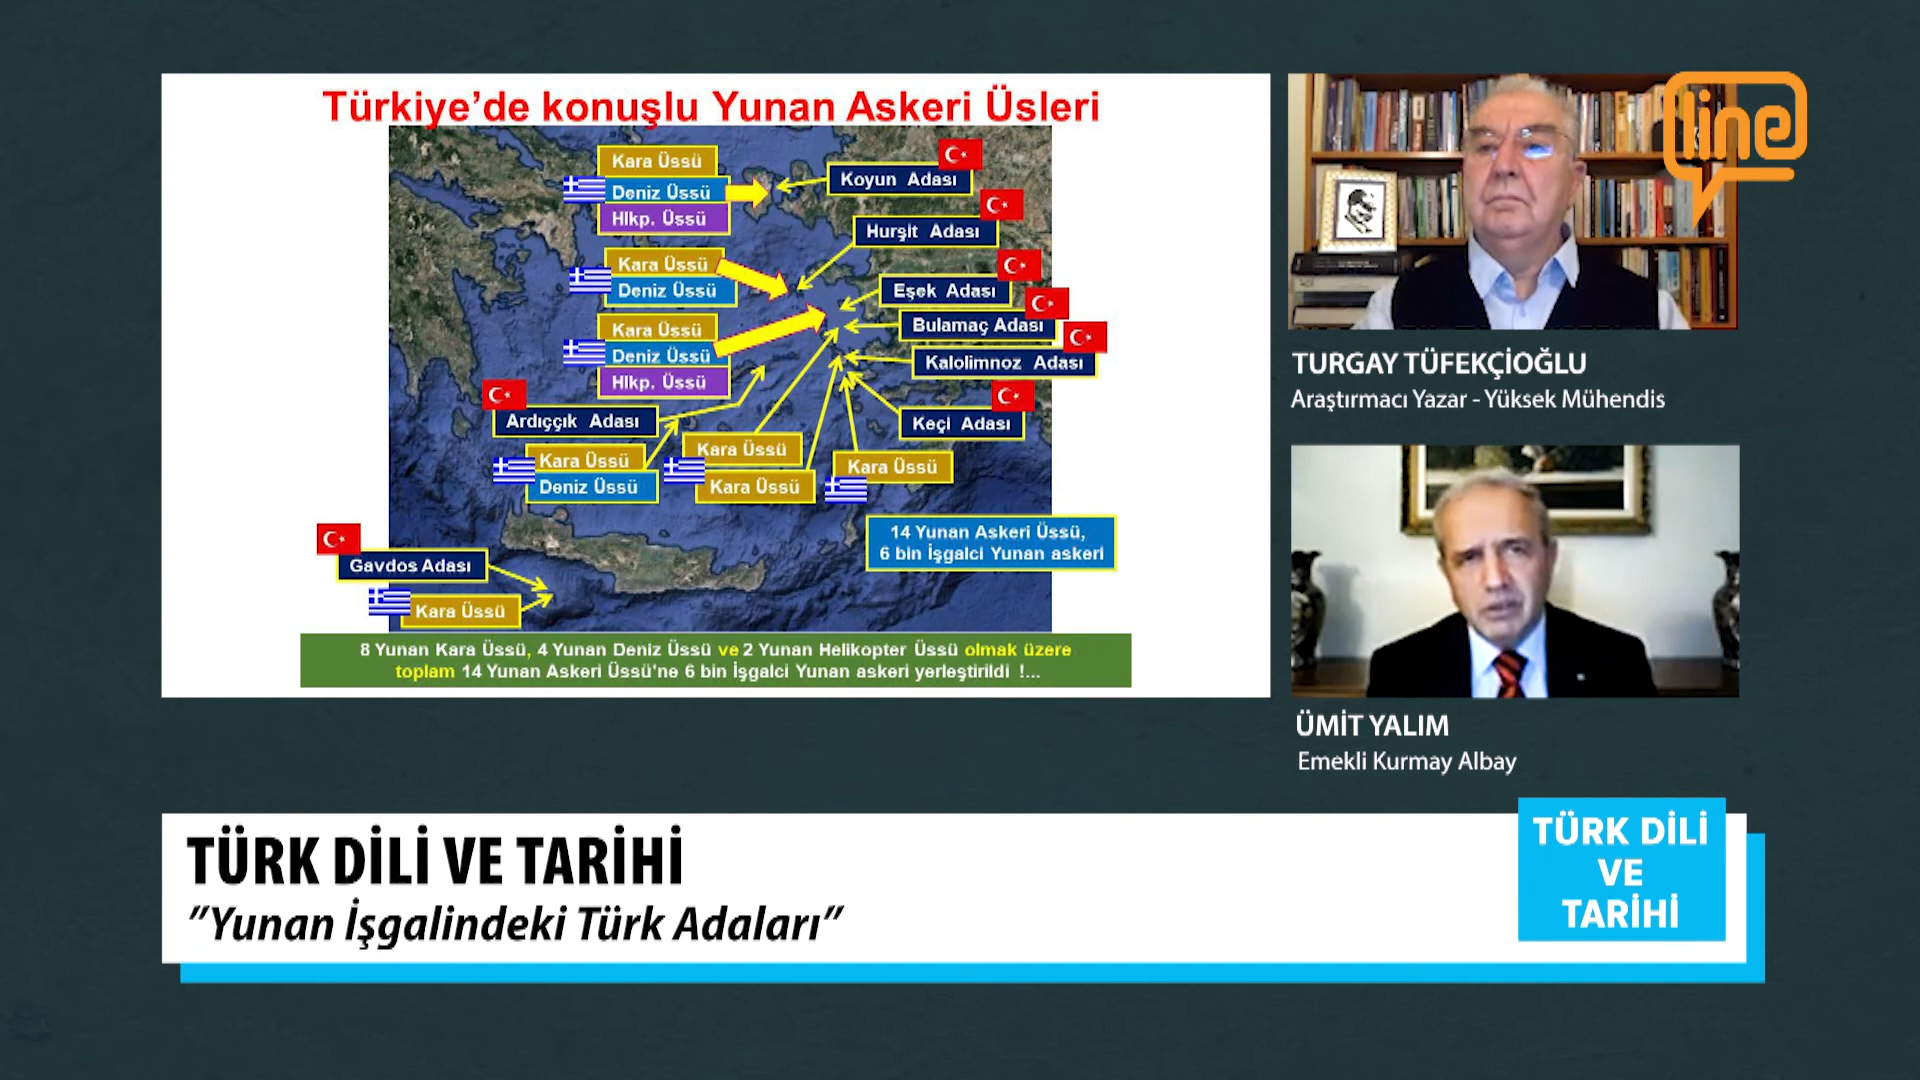 Türkiye’de konuşlu Yunan Askeri Üsleri
Kara Üssü
Deniz Üssü
Hlkp. Üssü
Koyun Adası
Hurşit Adası
Kara Üssü
Deniz Üssü
Eşek Adası
Bulamaç Adası
Kara Üssü
Deniz Üssü
Hlkp. Üssü
Kalolimnoz Adası
Ardıççık Adası
Keçi Adası
Kara Üssü
Deniz Üssü
Kara Üssü
Kara Üssü
Kara Üssü
14 Yunan Askeri Üssü,
6 bin İşgalci Yunan askeri
Gavdos Adası
Kara Üssü
8 Yunan Kara Üssü, 4 Yunan Deniz Üssü ve 2 Yunan Helikopter Üssü olmak üzere
toplam 14 Yunan Askeri Üssü'ne 6 bin İşgalci Yunan askeri yerleştirildi !...
line
TURGAY TÜFEKÇİOĞLU
Araştırmacı Yazar - Yüksek Mühendis
ÜMİT YALIM
Emekli Kurmay Albay
TÜRK DİLİ VE TARİHİ
”Yunan İşgalindeki Türk Adaları”
TÜRK DİLİ
VE
TARİHİ